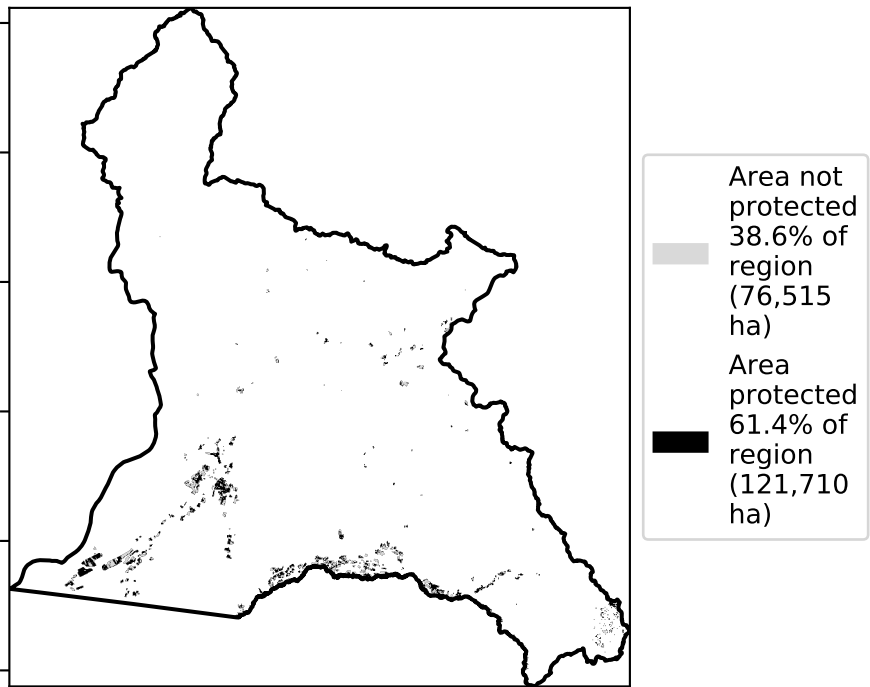 Area not
protected
38.6% of
region
(76,515
ha)
Area
protected
61.4% of
region
(121,710
ha)